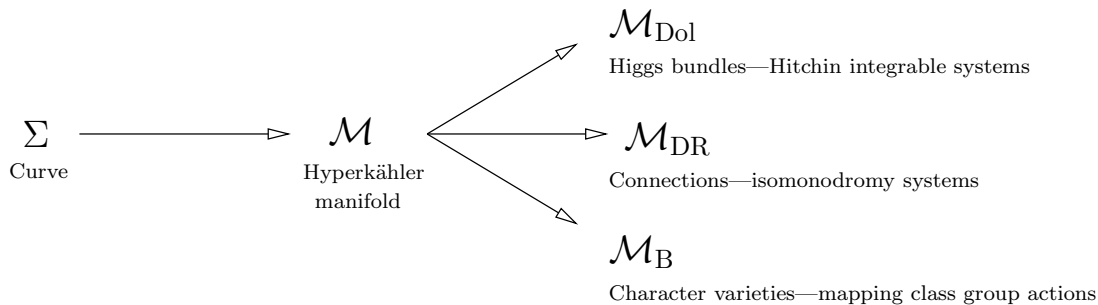 Σ
Curve
ℳ
Hyperkähler
manifold
ℳ_Dol
Higgs bundles—Hitchin integrable systems
ℳ_DR
Connections—isomonodromy systems
ℳ_B
Character varieties—mapping class group actions